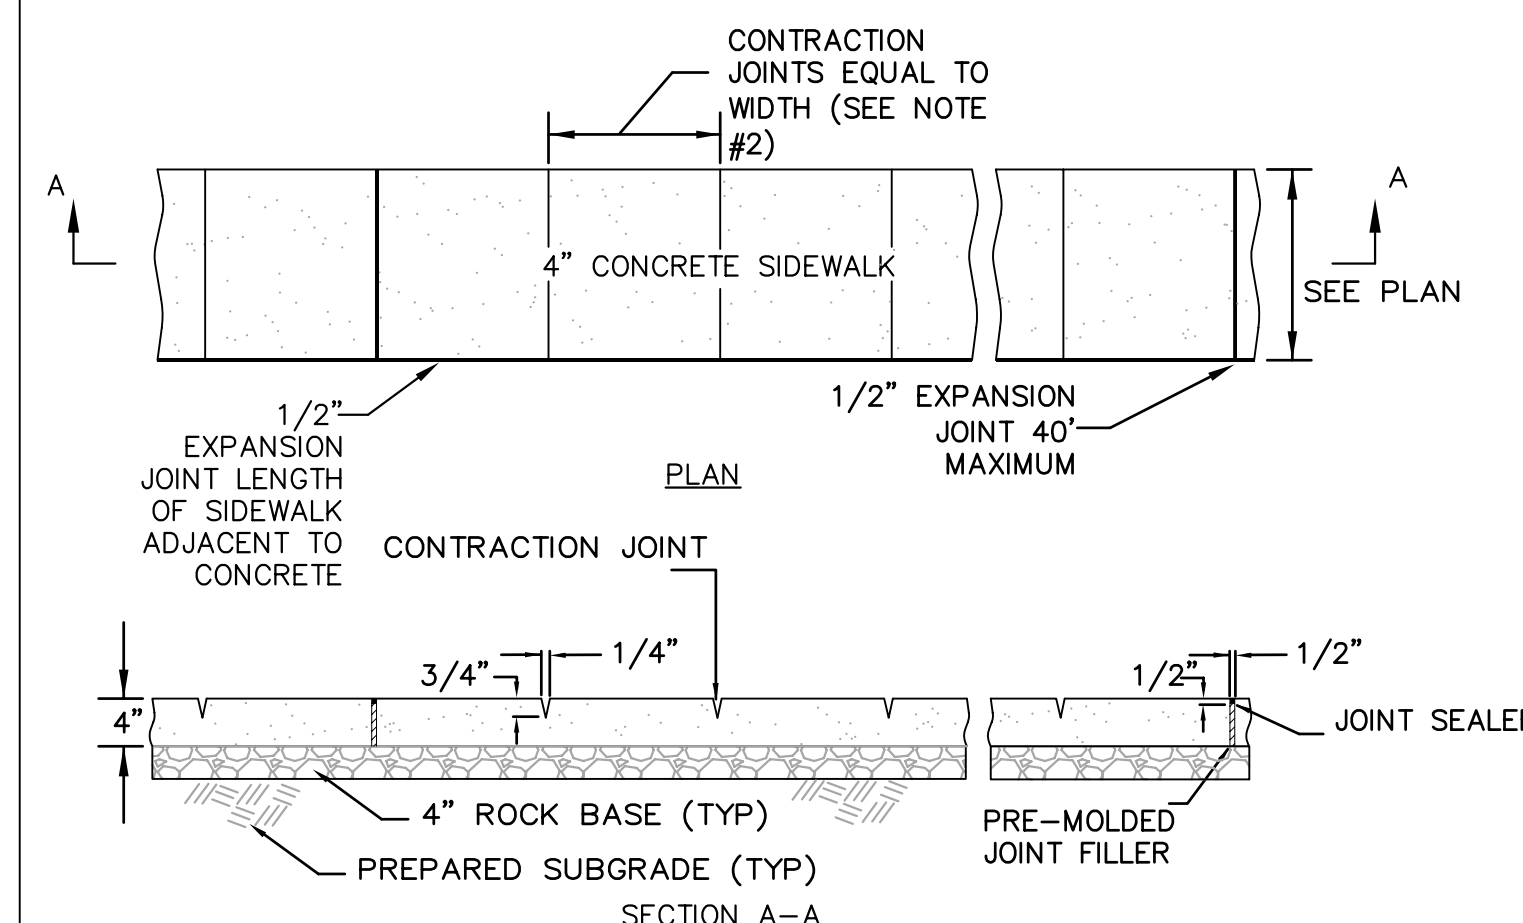 CONTRACTION
JOINTS EQUAL TO
WIDTH (SEE NOTE
#2)
A
A
4" CONCRETE SIDEWALK
SEE PLAN
1/2"
EXPANSION
JOINT LENGTH
OF SIDEWALK
ADJACENT TO
CONCRETE
1/2" EXPANSION
JOINT 40'
MAXIMUM
PLAN
CONTRACTION JOINT
3/4"
1/4"
1/2"
1/2"
4"
JOINT SEALE
4" ROCK BASE (TYP)
PRE-MOLDED
JOINT FILLER
PREPARED SUBGRADE (TYP)
SECTION A-A